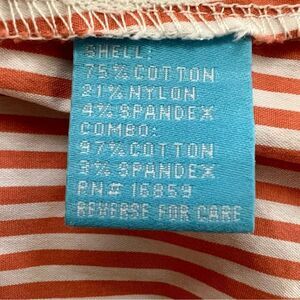 SHELL:
75% COTTON
21% NYLON
4% SPANDEX
COMBO:
97% COTTON
3% SPANDEX
RN# 16859
REVERSE FOR CARE